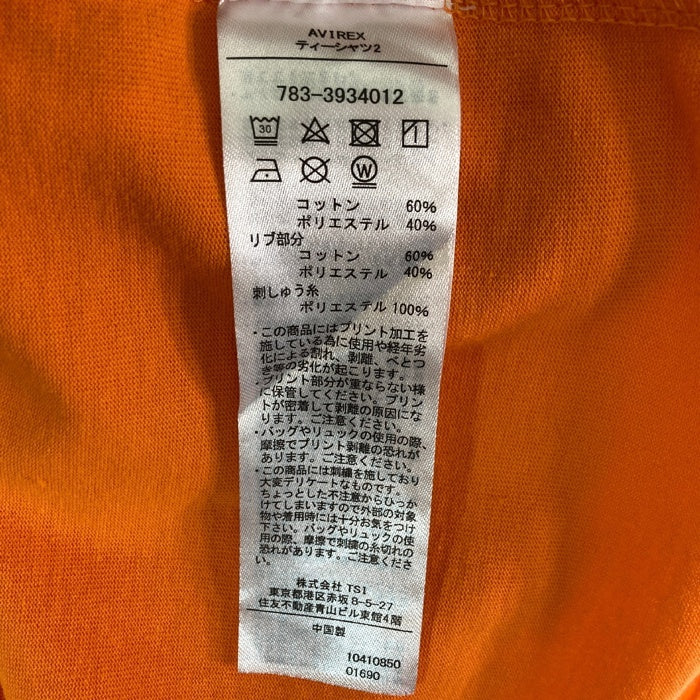 AVIREX
ティーシャツ2
783-3934012
30
W
コットン 60%
ポリエステル 40%
リブ部分
コットン 60%
ポリエステル 40%
刺しゅう糸
ポリエステル 100%
・この商品にはプリント加工を
施している為に使用や経年劣
化による割れ、剥離、べとつ
き等の劣化が起こります。
・プリント部分が重ならない様
に保管してください。プリン
トが密着して剥離の原因にな
ります。ご注意ください。
・バッグやリュックの使用の際、
摩擦でプリント剥離の恐れが
あります。ご注意ください。
・この商品には刺繍を施しており
大変デリケートなものです。
ちょっとした不注意からひっか
けてしまいますので外部の対象
物や着用時には十分お気をつけ
下さい。バッグやリュックの使
用の際、摩擦で刺繍の糸切れの
恐れがあります。
株式会社 TSI
東京都港区赤坂8-5-27
住友不動産青山ビル東館4階
中国製
10410850
01690